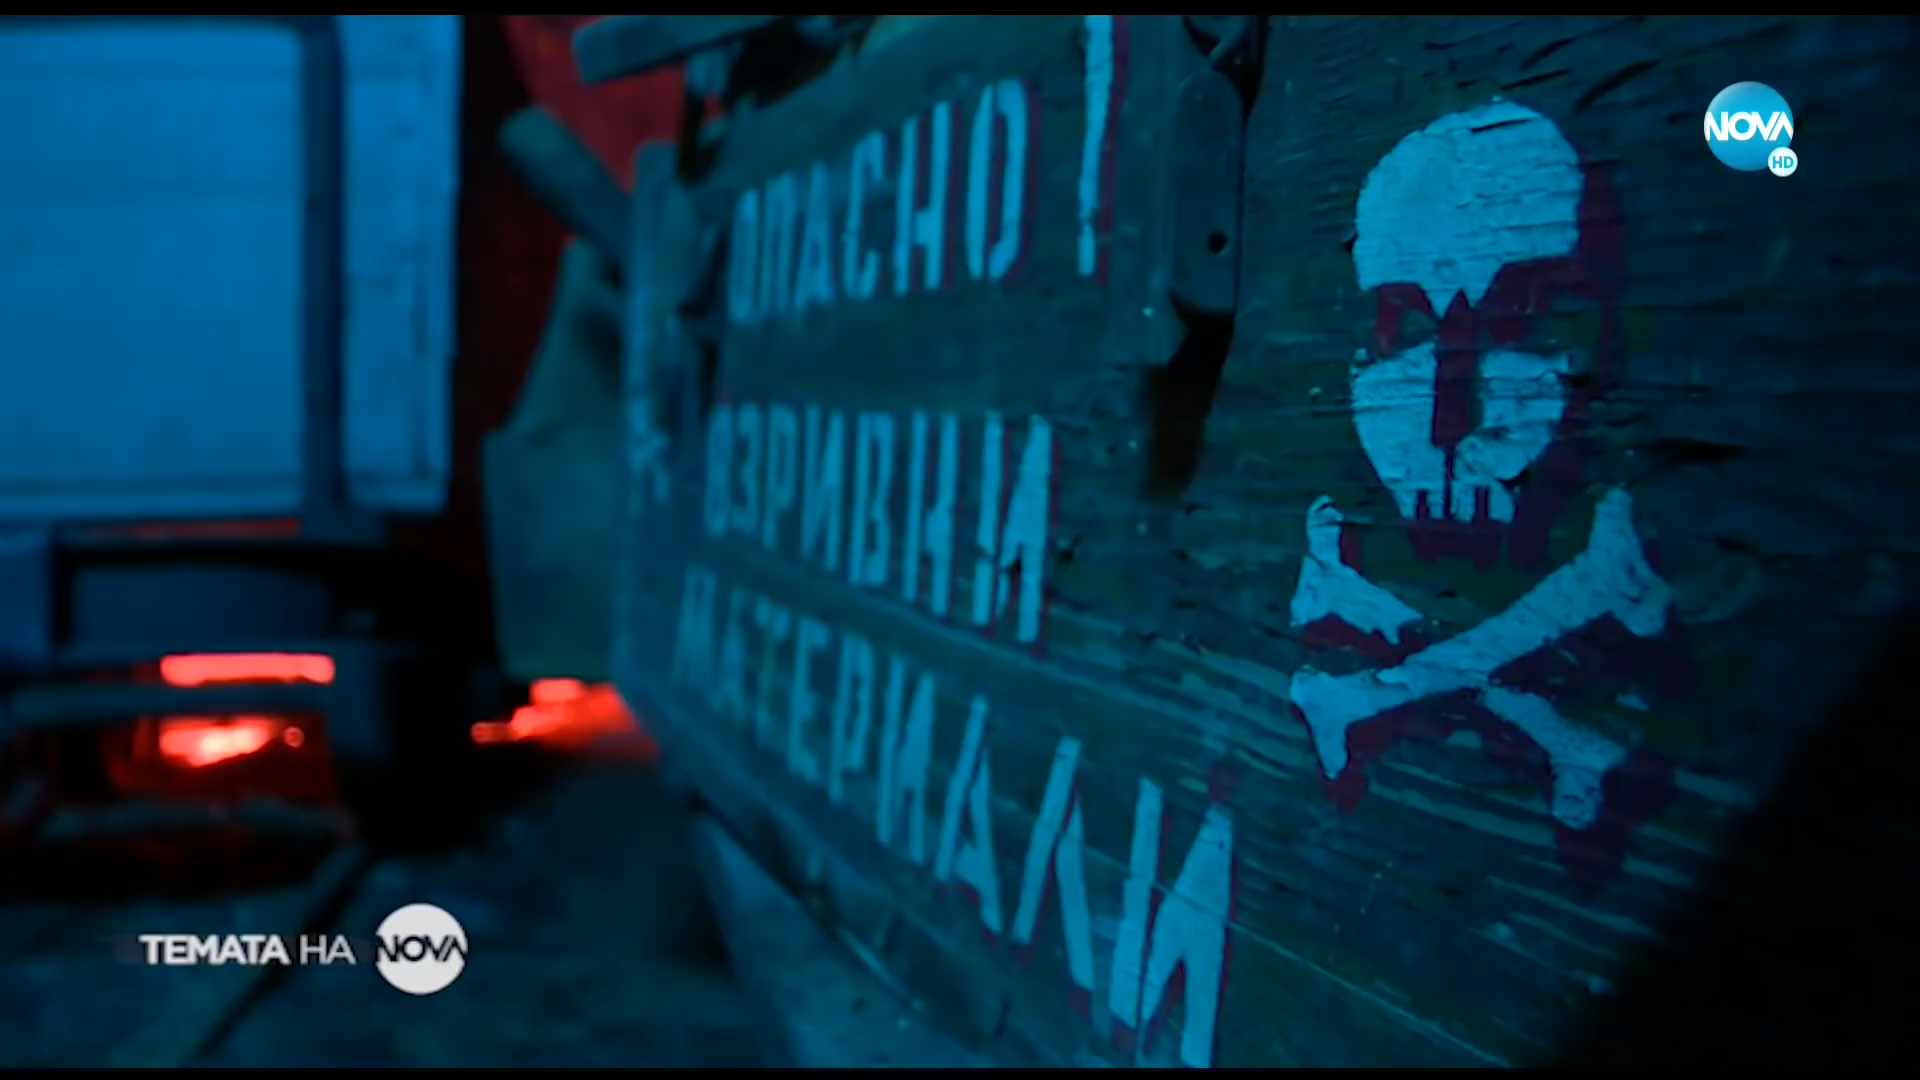 ОПАСНО!
ВЗРИВНИ
МАТЕРИАЛИ
NOVA
HD
ТЕМАТА НА NOVA